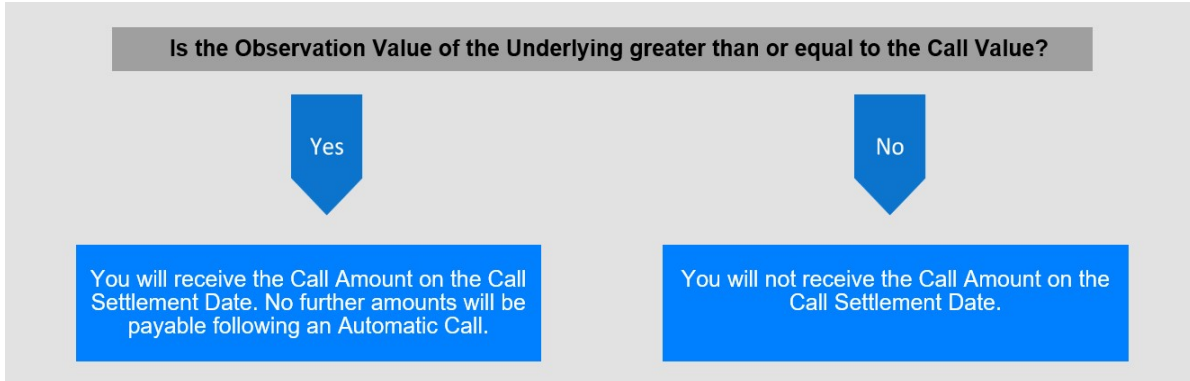 Is the Observation Value of the Underlying greater than or equal to the Call Value?
Yes
No
You will receive the Call Amount on the Call
Settlement Date. No further amounts will be
payable following an Automatic Call.
You will not receive the Call Amount on the
Call Settlement Date.